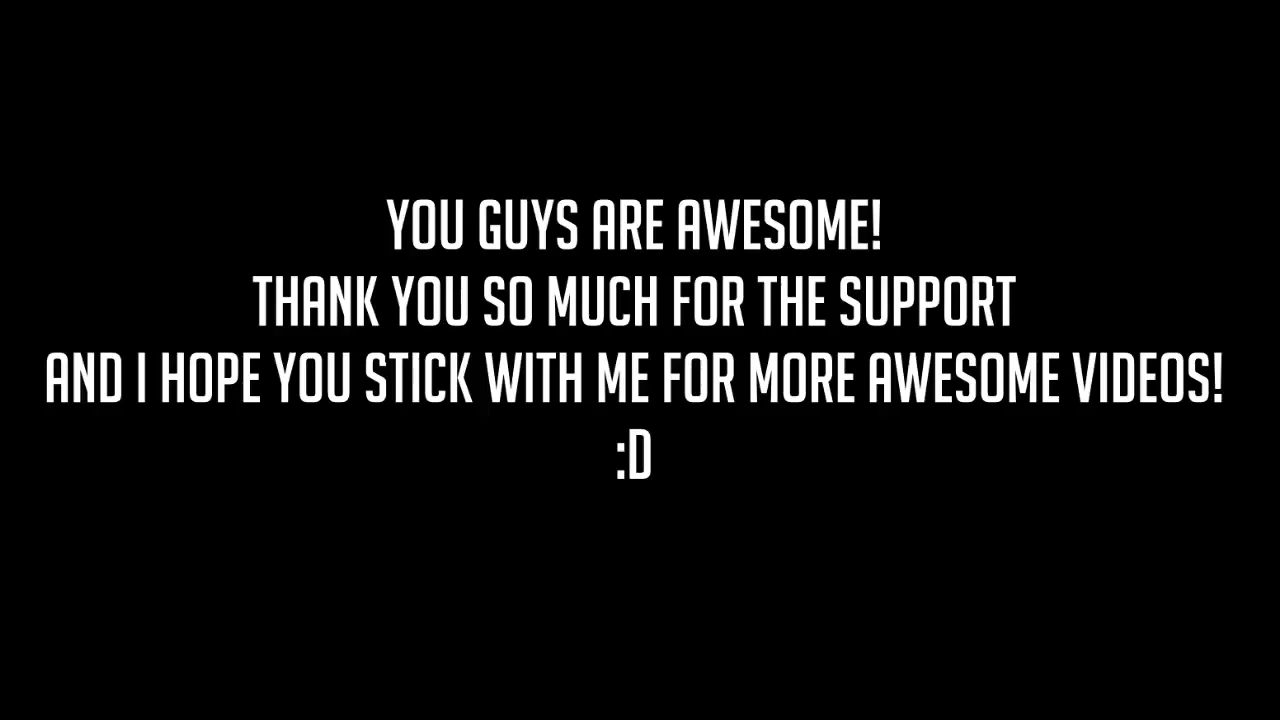 YOU GUYS ARE AWESOME!
THANK YOU SO MUCH FOR THE SUPPORT
AND I HOPE YOU STICK WITH ME FOR MORE AWESOME VIDEOS!
:D